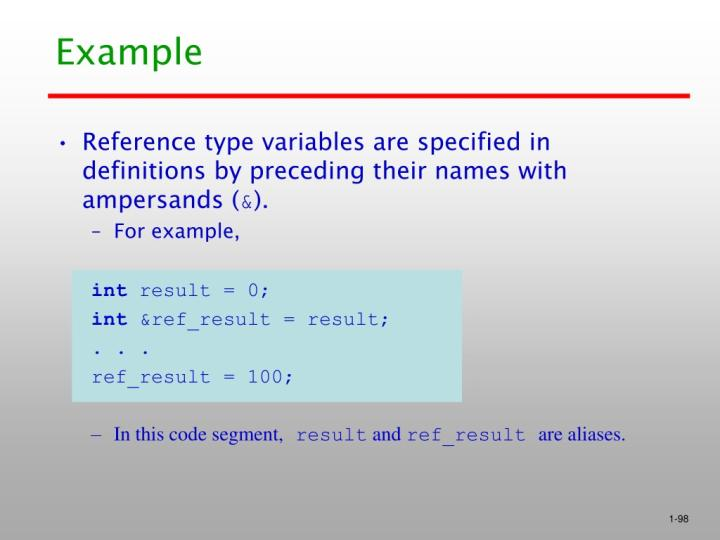 Example
• Reference type variables are specified in
definitions by preceding their names with
ampersands (&).
– For example,
int result = 0;
int &ref_result = result;
. . .
ref_result = 100;
– In this code segment, result and ref_result are aliases.
1-98